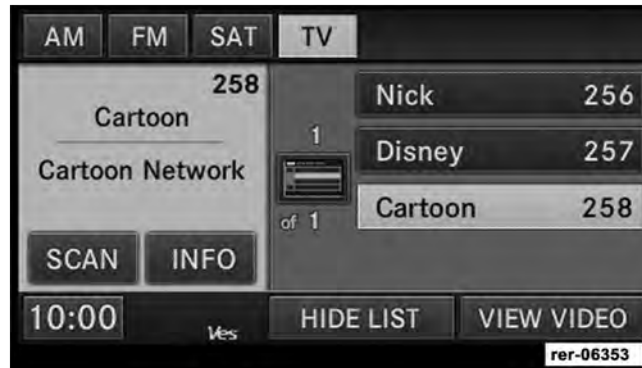 AM FM SAT TV
258
Cartoon
Cartoon Network
SCAN INFO
1
of 1
Nick 256
Disney 257
Cartoon 258
10:00
Ves
HIDE LIST VIEW VIDEO
rer-06353